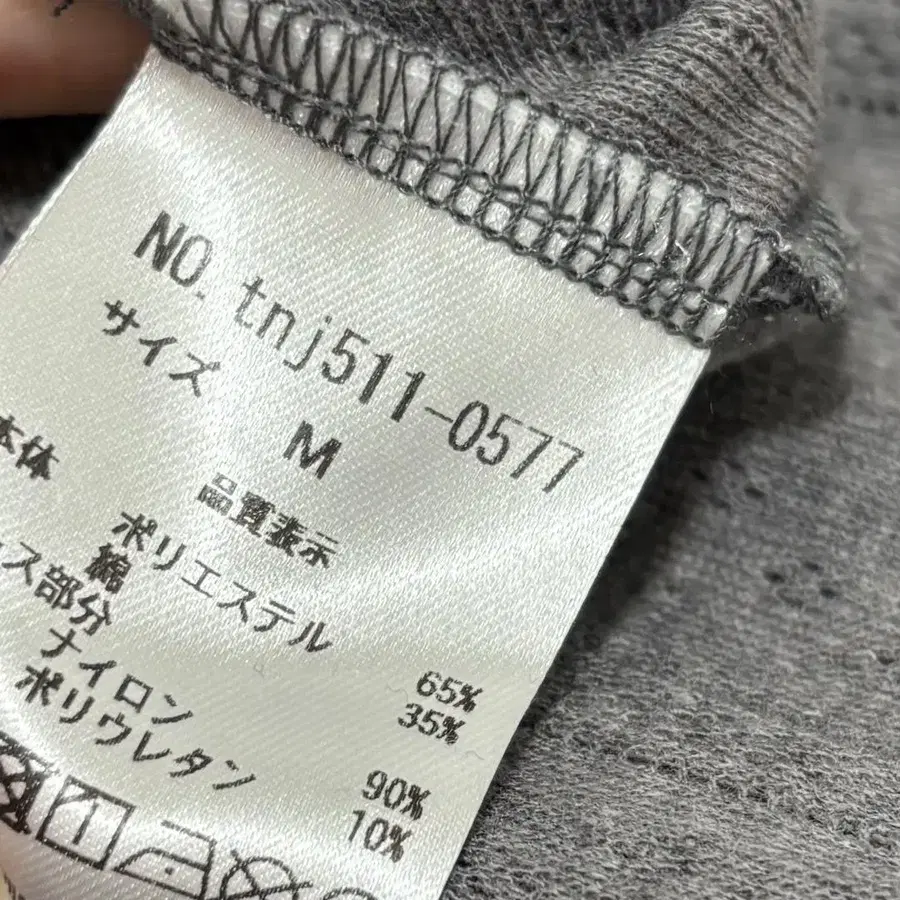 NO. tnj511-0577
サイズ M
品質表示
本体
ポリエステル 65%
綿 35%
ス部分
ナイロン 90%
ポリウレタン 10%